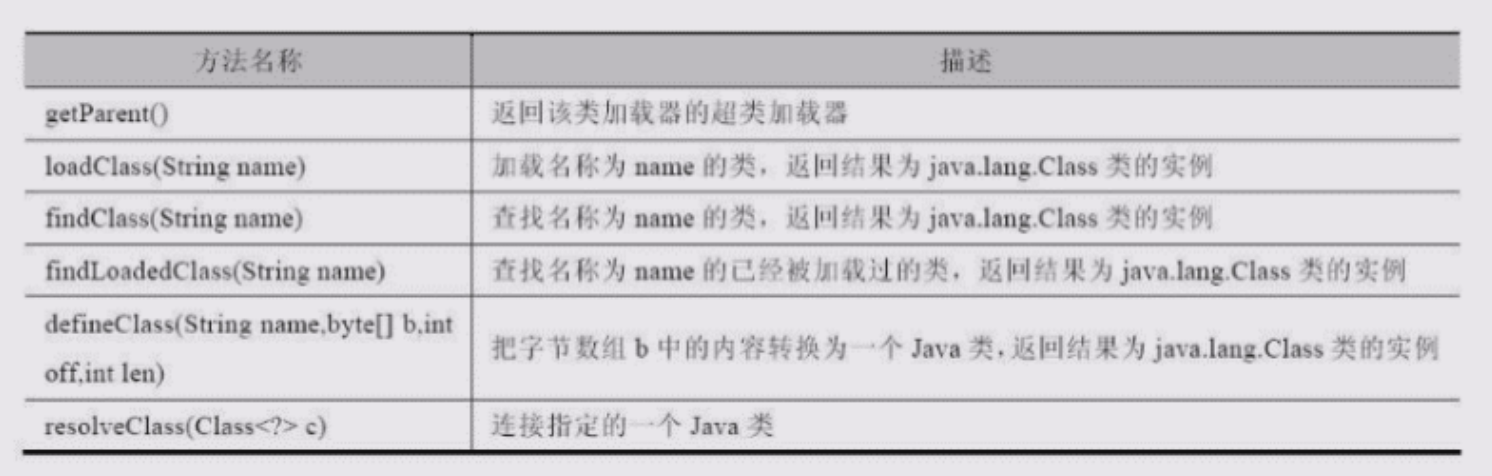 方法名称 描述
getParent() 返回该类加载器的超类加载器
loadClass(String name) 加载名称为 name 的类，返回结果为 java.lang.Class 类的实例
findClass(String name) 查找名称为 name 的类，返回结果为 java.lang.Class 类的实例
findLoadedClass(String name) 查找名称为 name 的已经被加载过的类，返回结果为 java.lang.Class 类的实例
defineClass(String name,byte[] b,int
off,int len)
把字节数组 b 中的内容转换为一个 Java 类,返回结果为 java.lang.Class 类的实例
resolveClass(Class<?> c) 连接指定的一个 Java 类